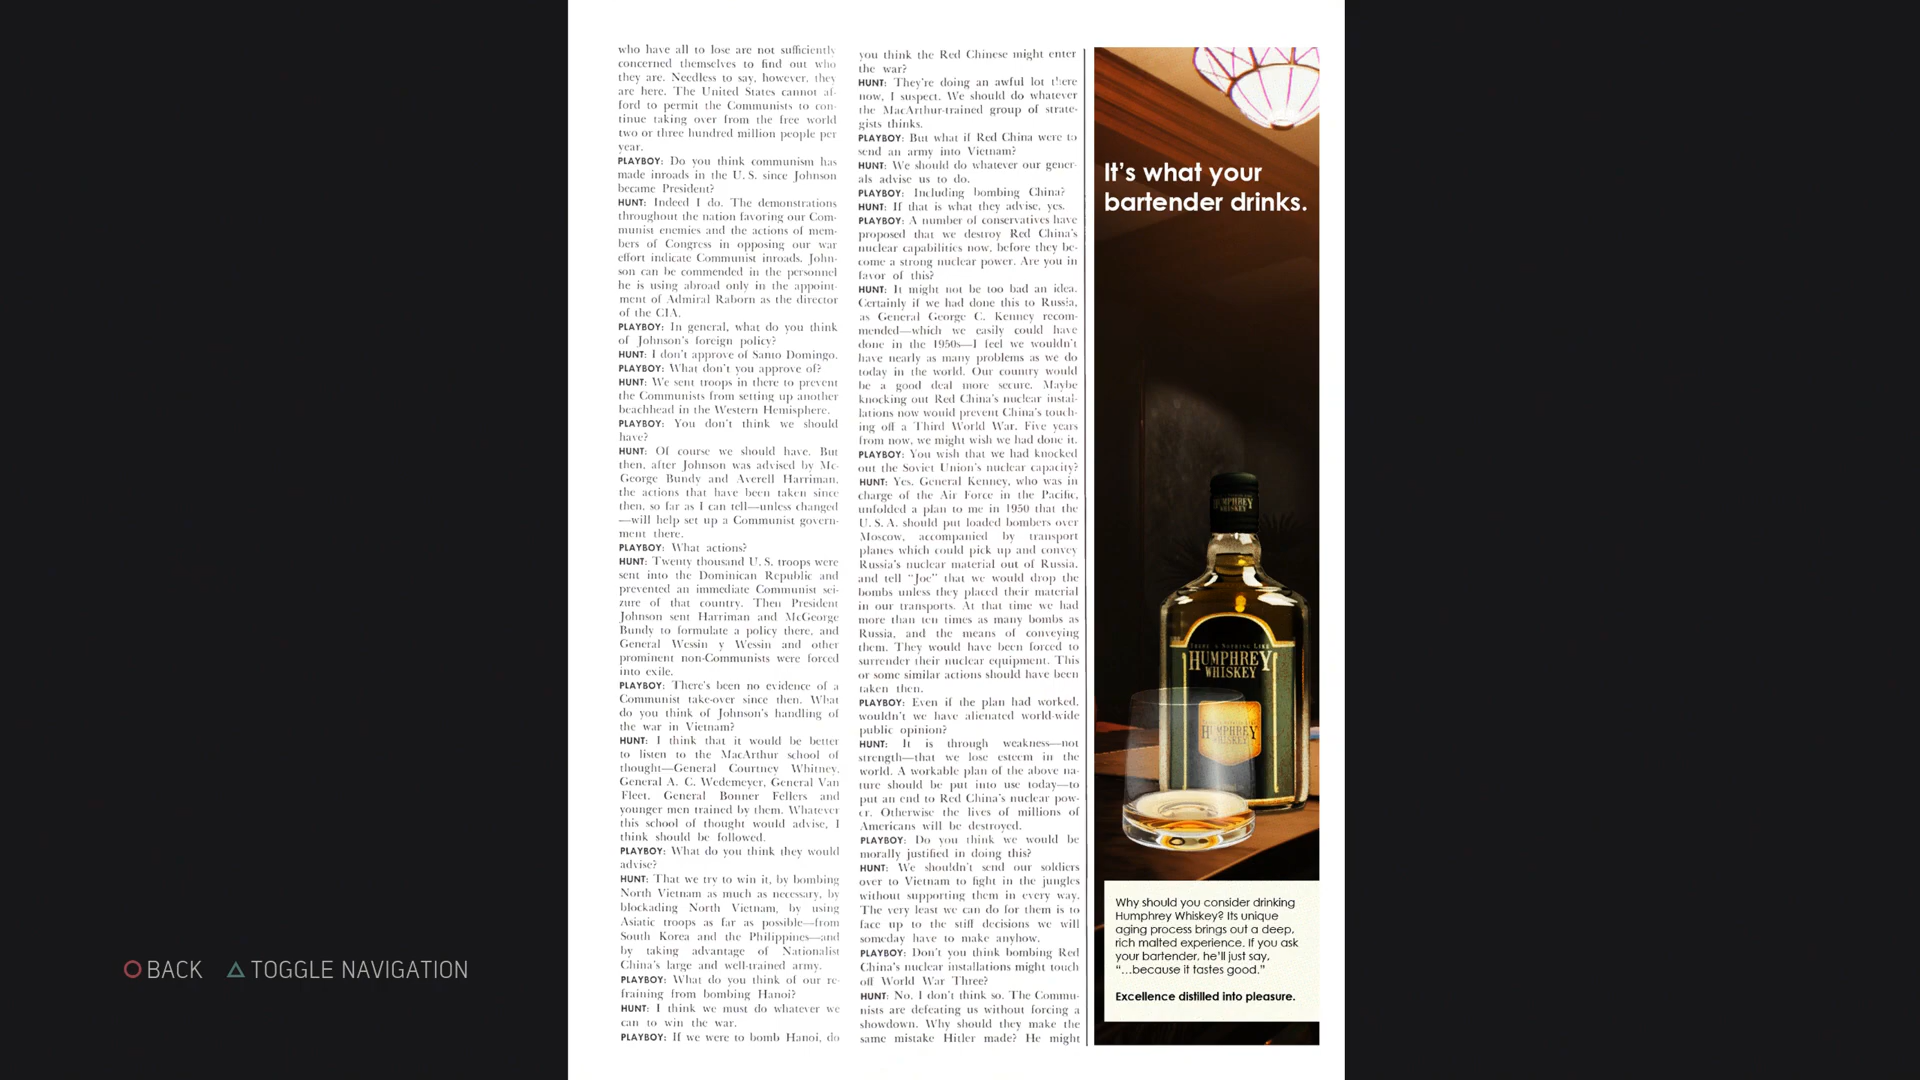 who have all to lose are not sufficiently
concerned themselves to find out who
they are. Needless to say, however, they
are here. The United States cannot af-
ford to permit the Communists to con-
tinue taking over from the free world
two or three hundred million people per
year.
PLAYBOY: Do you think communism has
made inroads in the U. S. since Johnson
became President?
HUNT: Indeed I do. The demonstrations
throughout the nation favoring our Com-
munist enemies and the actions of mem-
bers of Congress in opposing our war
effort indicate Communist inroads. John-
son can be commended in the personnel
he is using abroad only in the appoint-
ment of Admiral Raborn as the director
of the CIA.
PLAYBOY: In general, what do you think
of Johnson's foreign policy?
HUNT: I don't approve of Santo Domingo.
PLAYBOY: What don't you approve of?
HUNT: We sent troops in there to prevent
the Communists from setting up another
beachhead in the Western Hemisphere.
PLAYBOY: You don't think we should
have?
HUNT: Of course we should have. But
then, after Johnson was advised by Mc-
George Bundy and Averell Harriman,
the actions that have been taken since
then, so far as I can tell—unless changed
—will help set up a Communist govern-
ment there.
PLAYBOY: What actions?
HUNT: Twenty thousand U. S. troops were
sent into the Dominican Republic and
prevented an immediate Communist sei-
zure of that country. Then President
Johnson sent Harriman and McGeorge
Bundy to formulate a policy there, and
General Wessin y Wessin and other
prominent non-Communists were forced
into exile.
PLAYBOY: There's been no evidence of a
Communist take-over since then. What
do you think of Johnson's handling of
the war in Vietnam?
HUNT: I think that it would be better
to listen to the MacArthur school of
thought—General Courtney Whitney,
General A. C. Wedemeyer, General Van
Fleet, General Bonner Fellers and
younger men trained by them. Whatever
this school of thought would advise, I
think should be followed.
PLAYBOY: What do you think they would
advise?
HUNT: That we try to win it, by bombing
North Vietnam as much as necessary, by
blockading North Vietnam, by using
Asiatic troops as far as possible—from
South Korea and the Philippines—and
by taking advantage of Nationalist
China's large and well-trained army.
PLAYBOY: What do you think of our re-
fraining from bombing Hanoi?
HUNT: I think we must do whatever we
can to win the war.
PLAYBOY: If we were to bomb Hanoi, do
you think the Red Chinese might enter
the war?
HUNT: They're doing an awful lot there
now, I suspect. We should do whatever
the MacArthur-trained group of strate-
gists thinks.
PLAYBOY: But what if Red China were to
send an army into Vietnam?
HUNT: We should do whatever our gener-
als advise us to do.
PLAYBOY: Including bombing China?
HUNT: If that is what they advise, yes.
PLAYBOY: A number of conservatives have
proposed that we destroy Red China's
nuclear capabilities now, before they be-
come a strong nuclear power. Are you in
favor of this?
HUNT: It might not be too bad an idea.
Certainly if we had done this to Russia,
as General George C. Kenney recom-
mended—which we easily could have
done in the 1950s—I feel we wouldn't
have nearly as many problems as we do
today in the world. Our country would
be a good deal more secure. Maybe
knocking out Red China's nuclear instal-
lations now would prevent China's touch-
ing off a Third World War. Five years
from now, we might wish we had done it.
PLAYBOY: You wish that we had knocked
out the Soviet Union's nuclear capacity?
HUNT: Yes. General Kenney, who was in
charge of the Air Force in the Pacific,
unfolded a plan to me in 1950 that the
U. S. A. should put loaded bombers over
Moscow, accompanied by transport
planes which could pick up and convey
Russia's nuclear material out of Russia,
and tell "Joe" that we would drop the
bombs unless they placed their material
in our transports. At that time we had
more than ten times as many bombs as
Russia, and the means of conveying
them. They would have been forced to
surrender their nuclear equipment. This
or some similar actions should have been
taken then.
PLAYBOY: Even if the plan had worked,
wouldn't we have alienated world-wide
public opinion?
HUNT: It is through weakness—not
strength—that we lose esteem in the
world. A workable plan of the above na-
ture should be put into use today—to
put an end to Red China's nuclear pow-
er. Otherwise the lives of millions of
Americans will be destroyed.
PLAYBOY: Do you think we would be
morally justified in doing this?
HUNT: We shouldn't send our soldiers
over to Vietnam to fight in the jungles
without supporting them in every way.
The very least we can do for them is to
face up to the stiff decisions we will
someday have to make anyhow.
PLAYBOY: Don't you think bombing Red
China's nuclear installations might touch
off World War Three?
HUNT: No, I don't think so. The Commu-
nists are defeating us without forcing a
showdown. Why should they make the
same mistake Hitler made? He might
It's what your
bartender drinks.
HUMPHREY
WHISKEY
THERE'S NOTHING LIKE
HUMPHREY
WHISKEY
HUMPHREY
WHISKEY
Why should you consider drinking
Humphrey Whiskey? Its unique
aging process brings out a deep,
rich malted experience. If you ask
your bartender, he'll just say,
"...because it tastes good."
Excellence distilled into pleasure.
BACK TOGGLE NAVIGATION